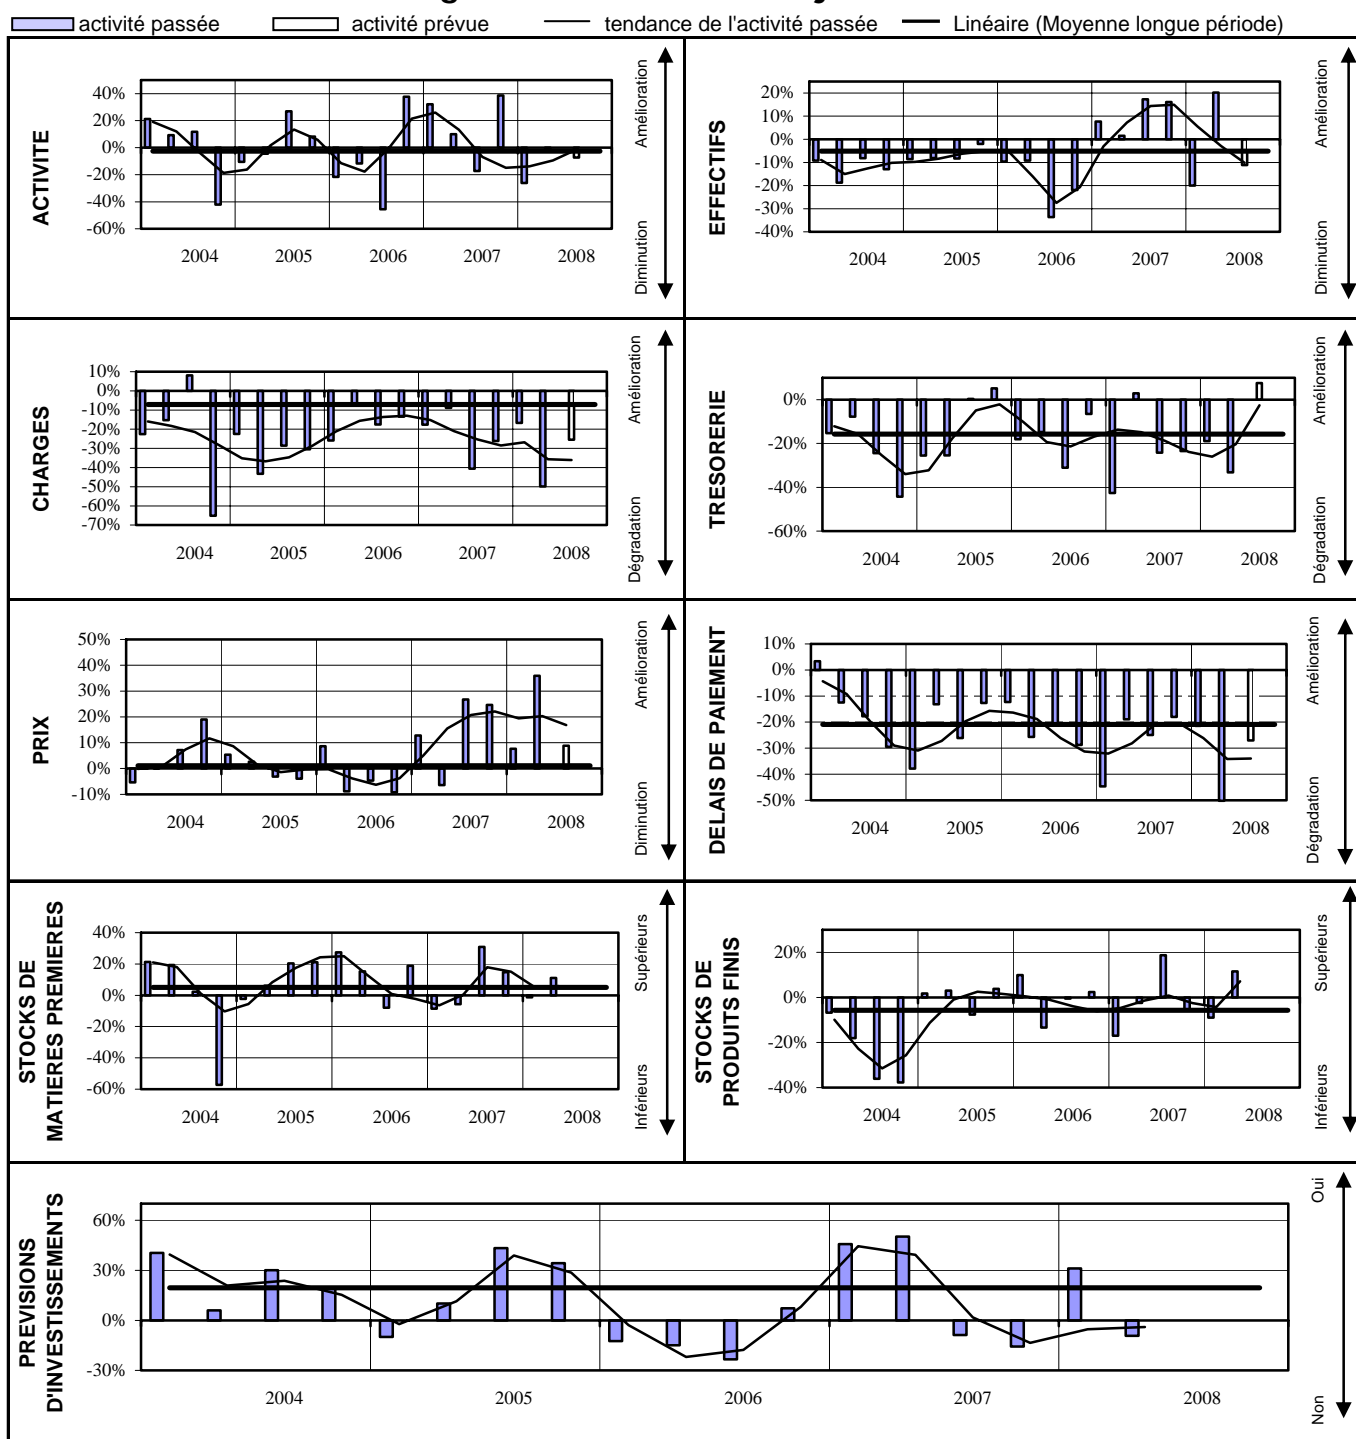 activité passée activité prévue tendance de l'activité passée Linéaire (Moyenne longue période)
ACTIVITE
40%
20%
0%
-20%
-40%
-60%
2004 2005 2006 2007 2008
Amélioration
Diminution
EFFECTIFS
20%
10%
0%
-10%
-20%
-30%
-40%
2004 2005 2006 2007 2008
Amélioration
Diminution
CHARGES
10%
0%
-10%
-20%
-30%
-40%
-50%
-60%
-70%
2004 2005 2006 2007 2008
Amélioration
Dégradation
TRESORERIE
0%
-20%
-40%
-60%
2004 2005 2006 2007 2008
Amélioration
Dégradation
PRIX
50%
40%
30%
20%
10%
0%
-10%
2004 2005 2006 2007 2008
Amélioration
Diminution
DELAIS DE PAIEMENT
10%
0%
-10%
-20%
-30%
-40%
-50%
2004 2005 2006 2007 2008
Amélioration
Dégradation
STOCKS DE
MATIERES PREMIERES
40%
20%
0%
-20%
-40%
-60%
2004 2005 2006 2007 2008
Supérieurs
Inférieurs
STOCKS DE
PRODUITS FINIS
20%
0%
-20%
-40%
2004 2005 2006 2007 2008
Supérieurs
Inférieurs
PREVISIONS
D'INVESTISSEMENTS
60%
30%
0%
-30%
2004 2005 2006 2007 2008
Oui
Non